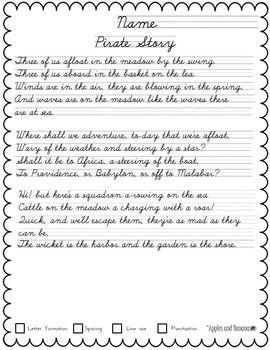 Name
Pirate Story
Three of us afloat in the meadow by the swing.
Three of us aboard in the basket on the lea.
Winds are in the air, they are blowing in the spring,
And waves are on the meadow like the waves there
are at sea.
Where shall we adventure, to-day that we're afloat,
Wary of the weather and steering by a star?
Shall it be to Africa, a-steering of the boat,
To Providence, or Babylon, or off to Malabar?
Hi! but here's a squadron a-rowing on the sea
Cattle on the meadow a charging with a roar!
Quick, and we'll escape them, they're as mad as they
can be,
The wicket is the harbor and the garden is the shore.
Letter formation Spacing Line use Punctuation
"Apples and Bananas